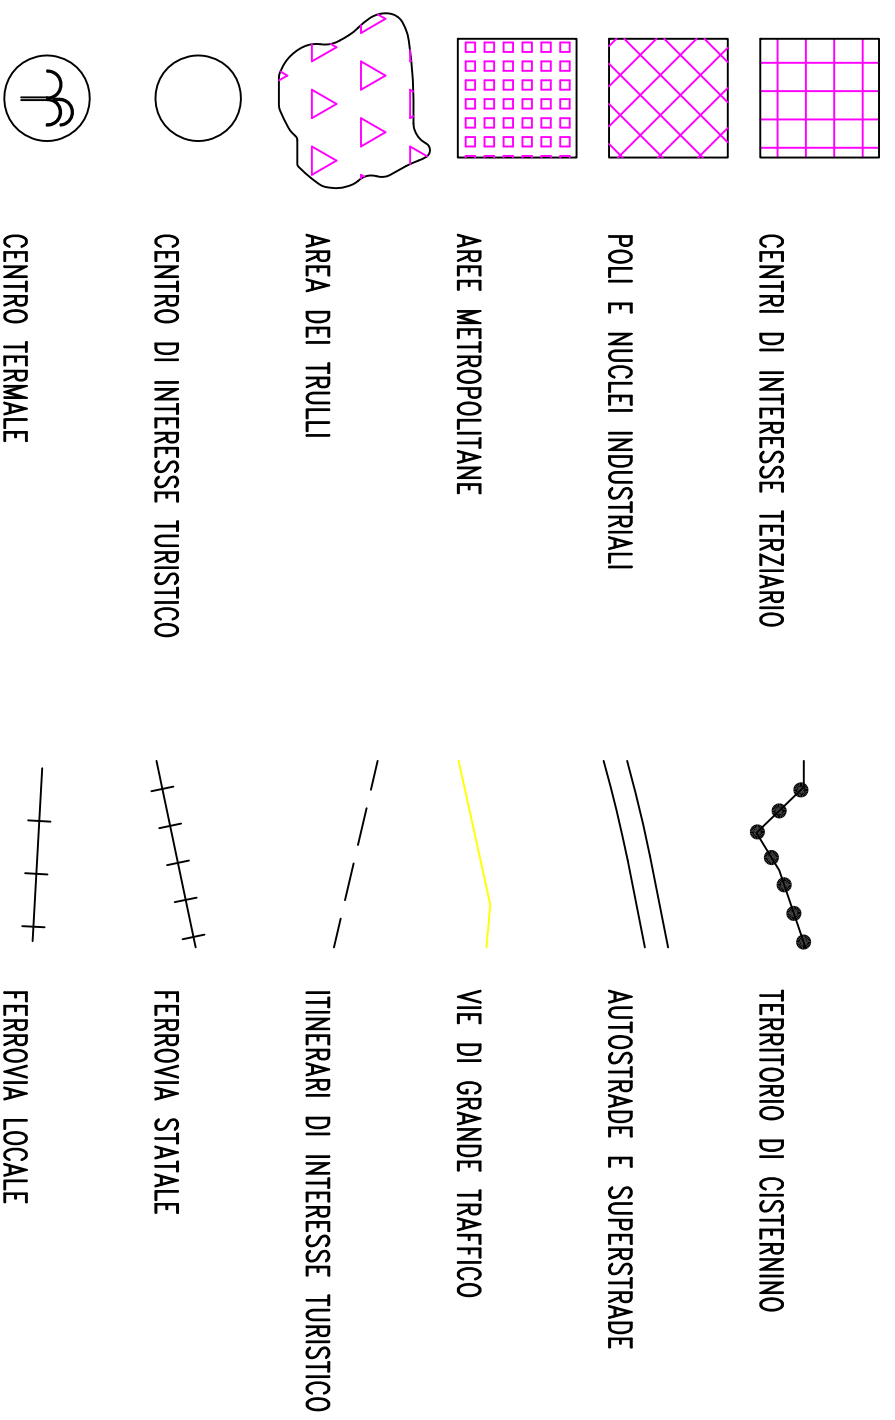 CENTRI DI INTERESSE TERZIARIO
POLI E NUCLEI INDUSTRIALI
AREE METROPOLITANE
AREA DEI TRULLI
CENTRO DI INTERESSE TURISTICO
CENTRO TERMALE
TERRITORIO DI CISTERNINO
AUTOSTRADE E SUPERSTRADE
VIE DI GRANDE TRAFFICO
ITINERARI DI INTERESSE TURISTICO
FERROVIA STATALE
FERROVIA LOCALE